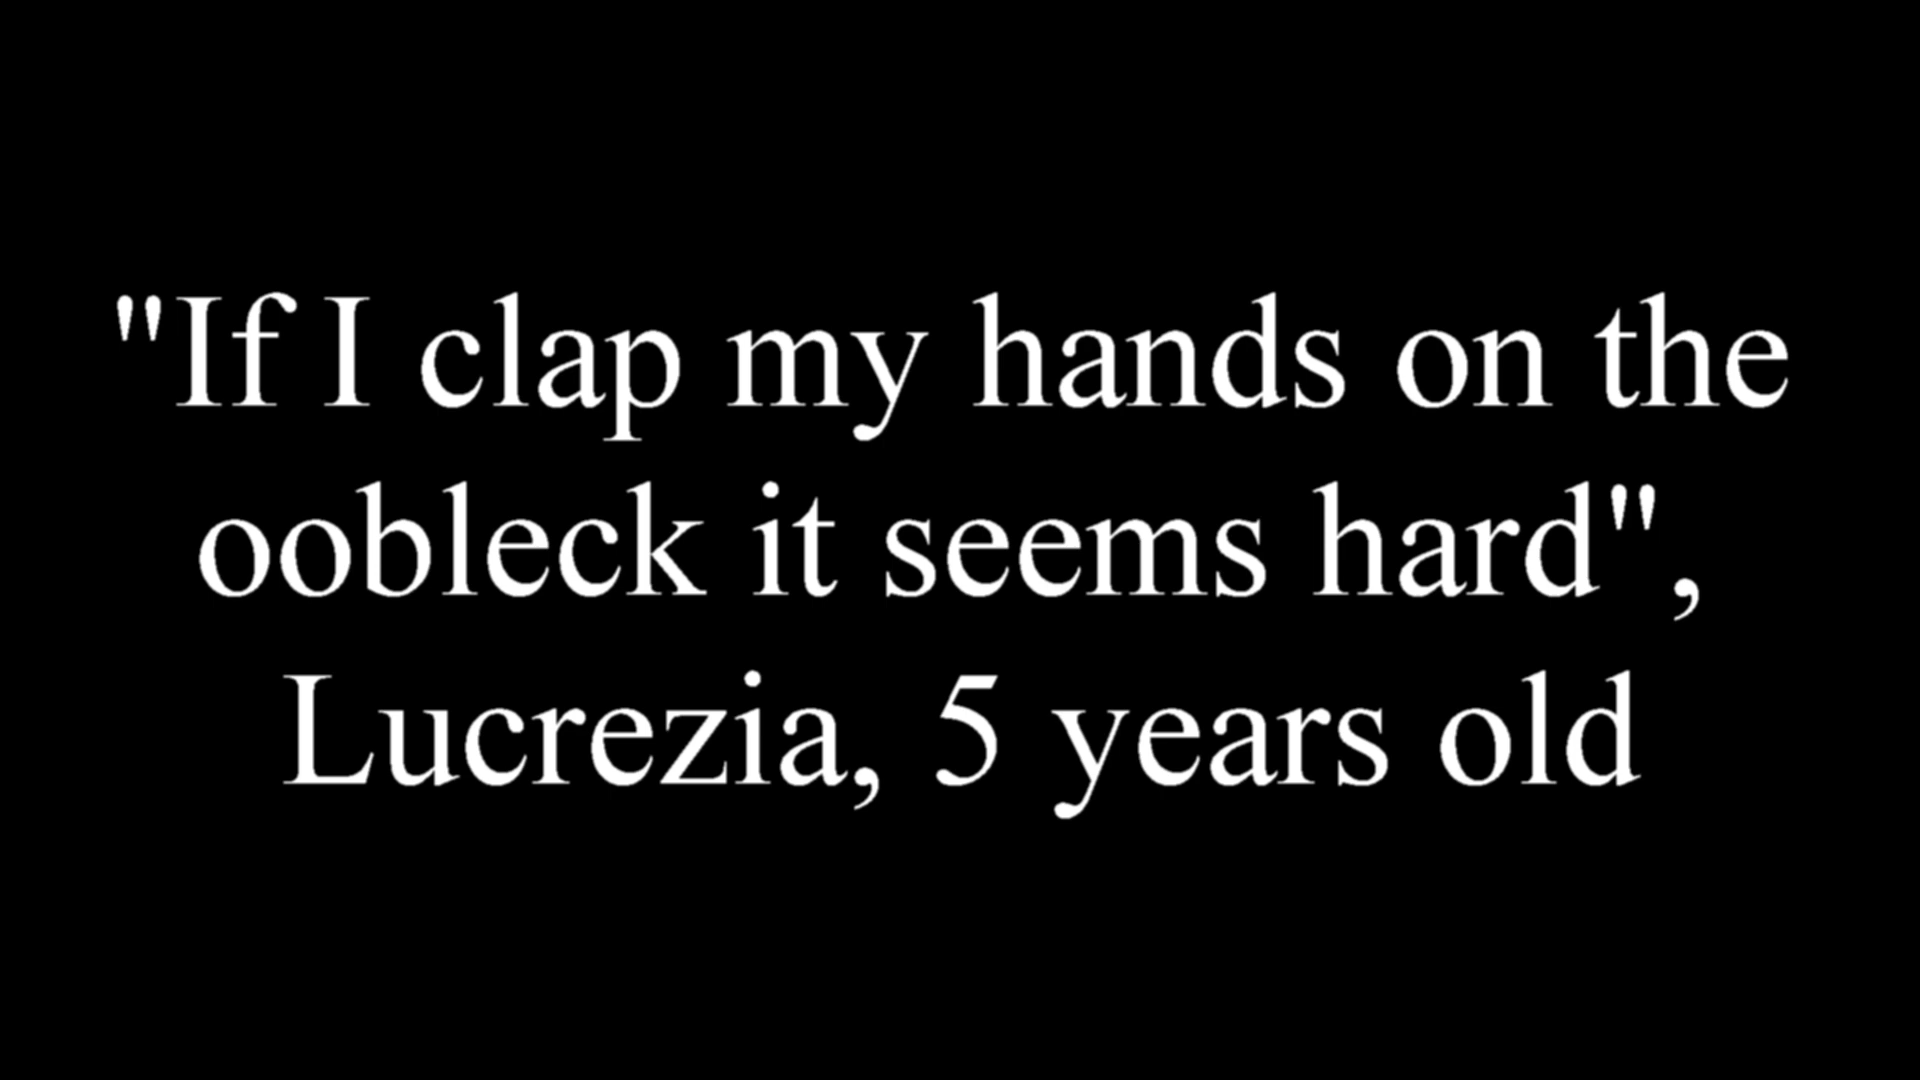 "If I clap my hands on the
oobleck it seems hard",
Lucrezia, 5 years old